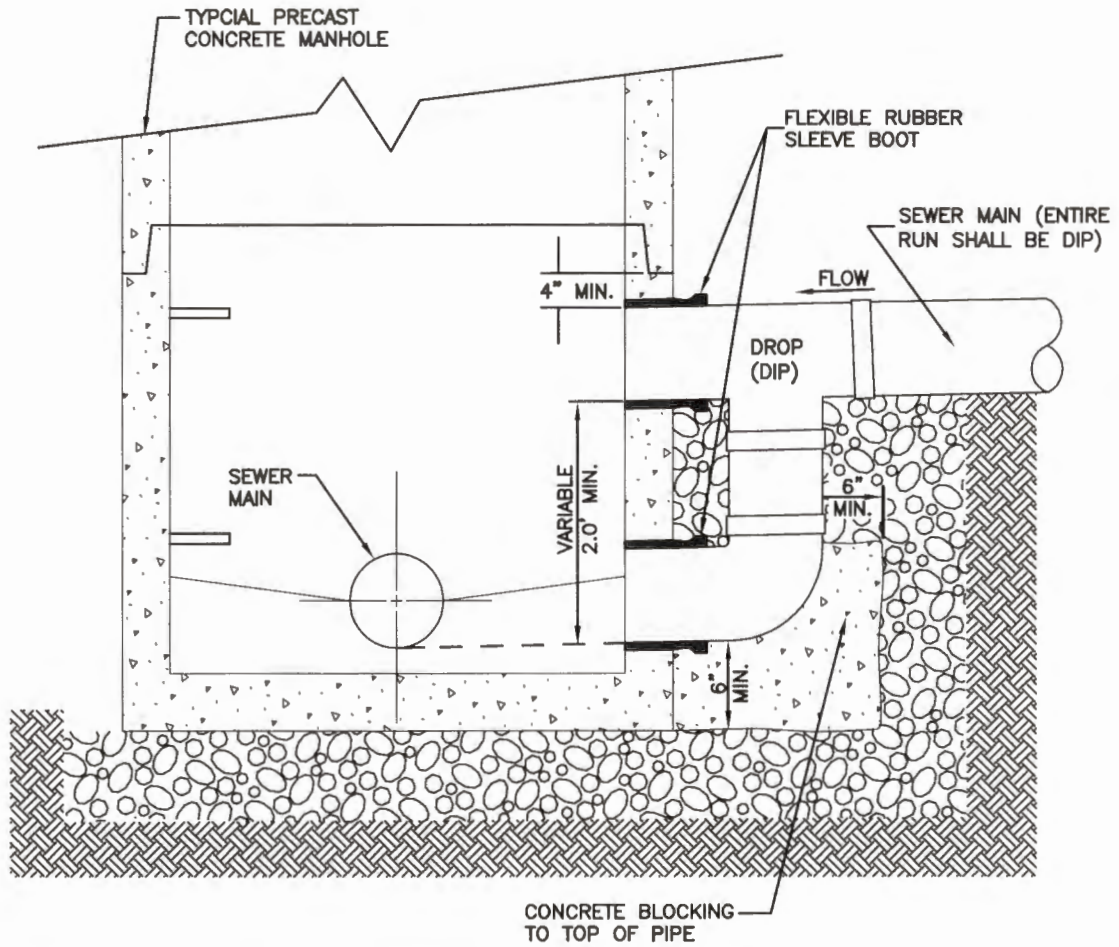 TYPCIAL PRECAST
CONCRETE MANHOLE
FLEXIBLE RUBBER
SLEEVE BOOT
SEWER MAIN (ENTIRE
RUN SHALL BE DIP)
4" MIN.
FLOW
DROP
(DIP)
SEWER
MAIN
VARIABLE
2.0' MIN.
6"
MIN.
6"
MIN.
CONCRETE BLOCKING
TO TOP OF PIPE